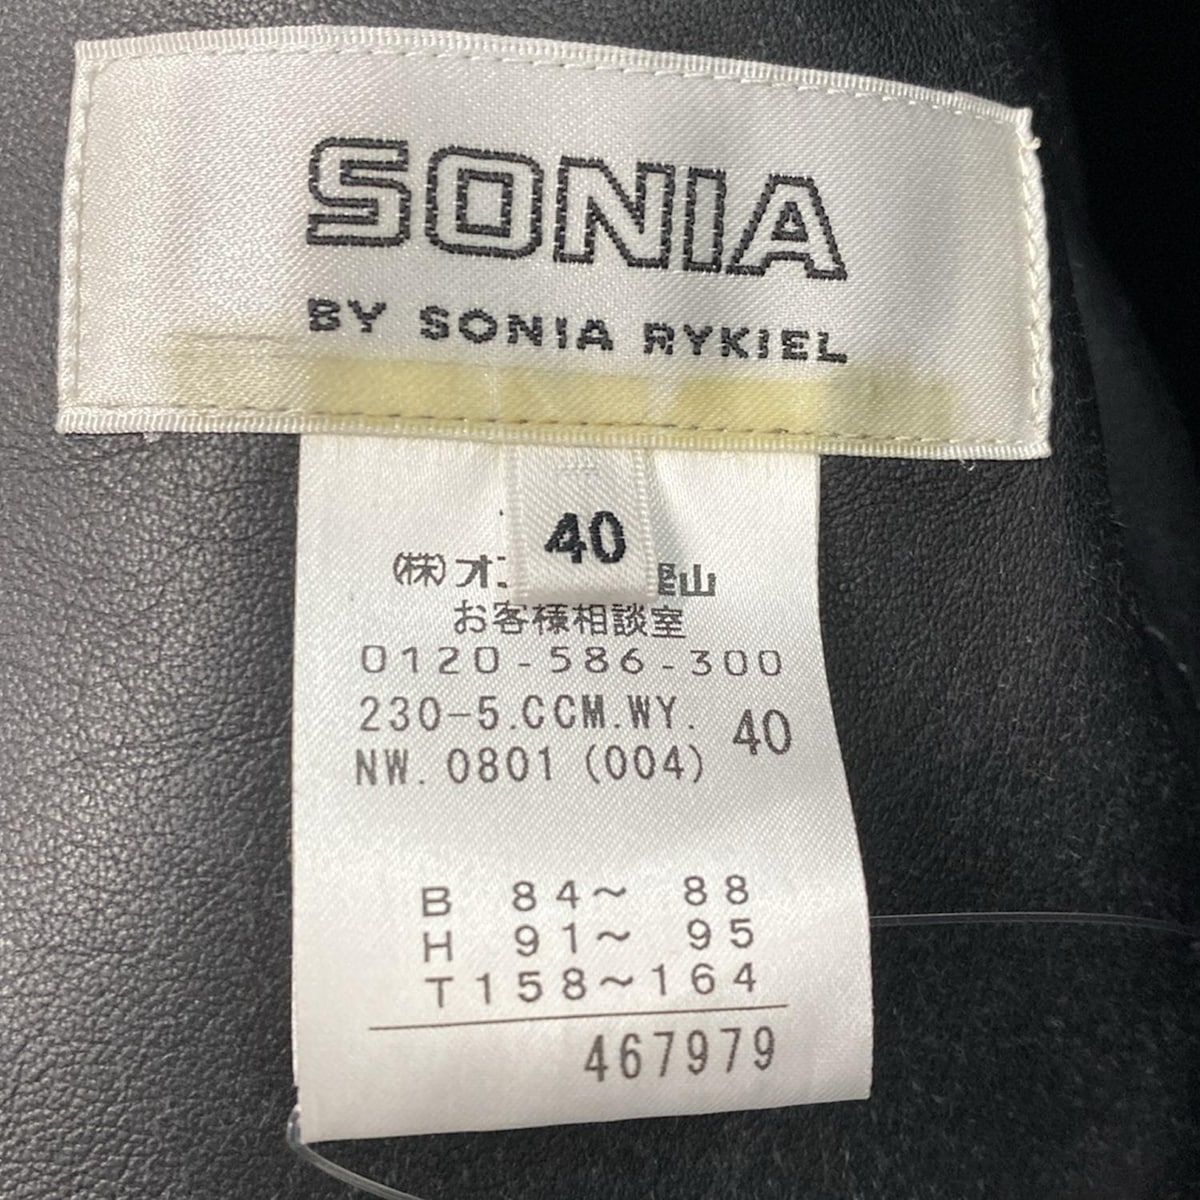 SONIA
BY SONIA RYKIEL
40
(株)オ 山
お客様相談室
0120-586-300
230-5.CCM.WY. 40
NW. 0801 (004)
B 84~ 88
H 91~ 95
T158~164
467979